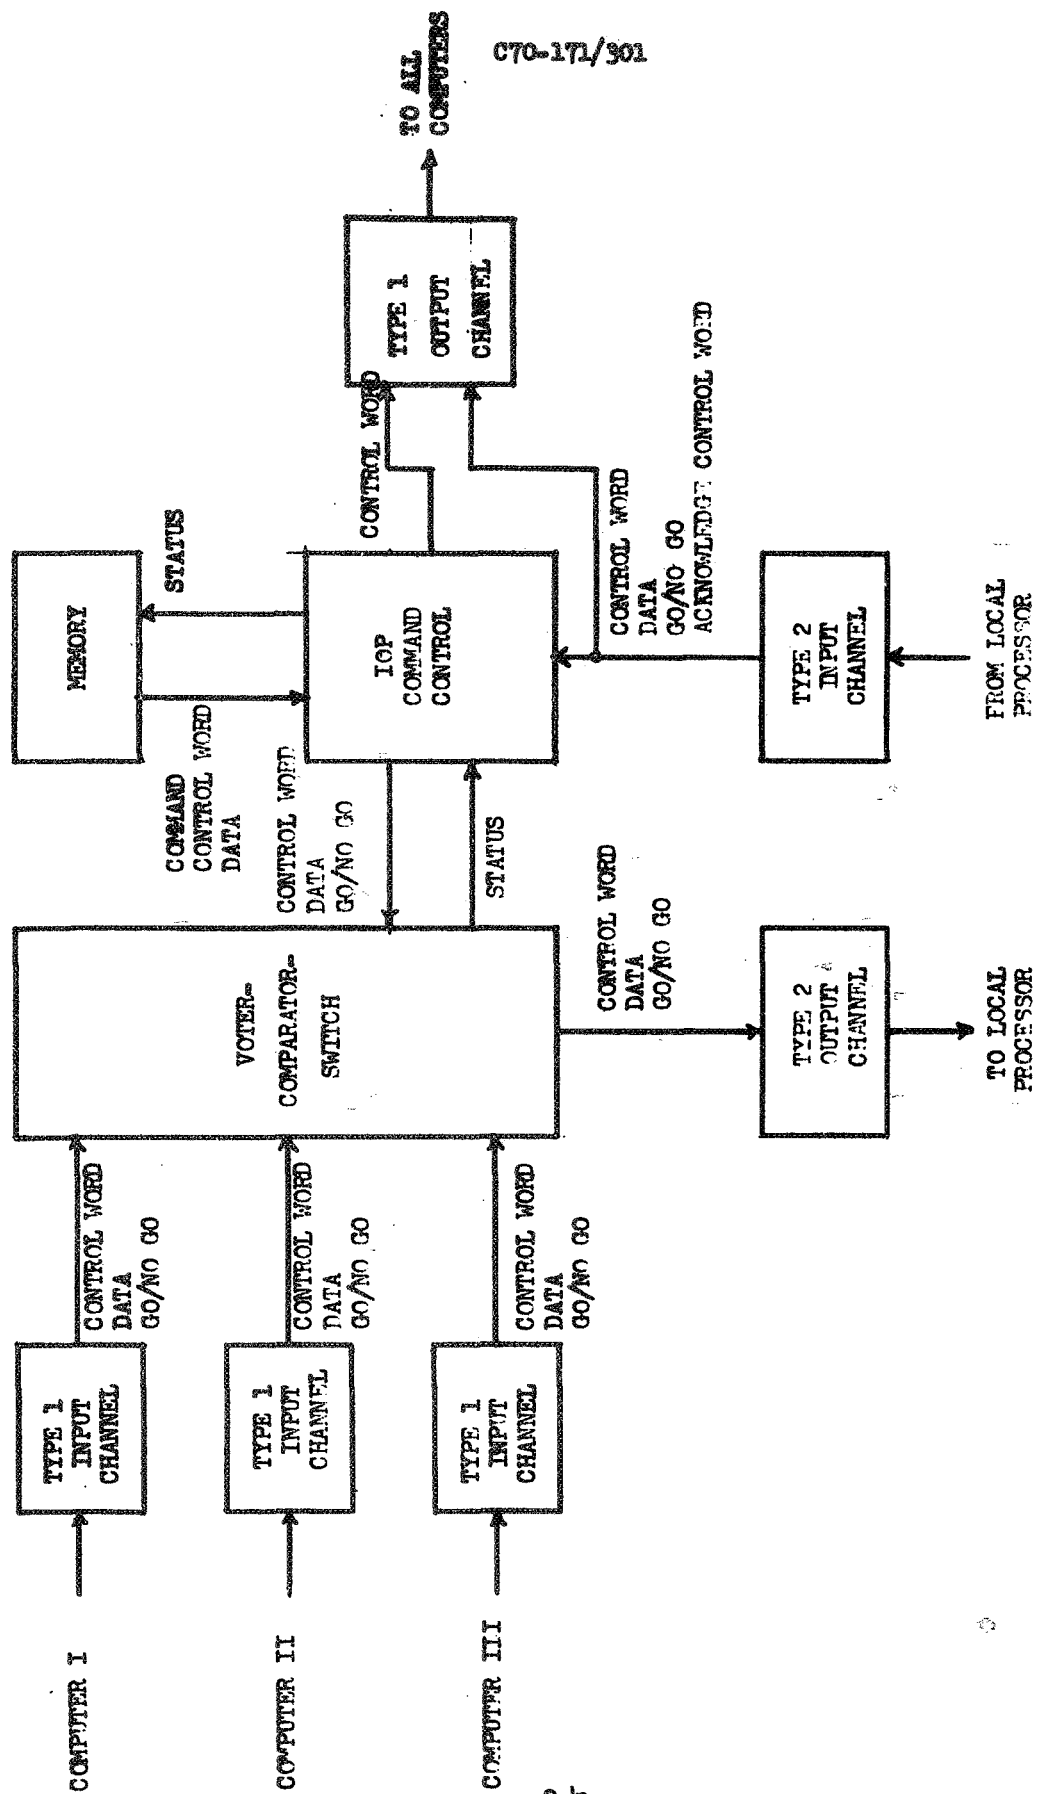 C70-171/301
COMPUTER I
TYPE 1
INPUT
CHANNEL
CONTROL WORD
DATA
GO/NO GO
COMPUTER II
TYPE 1
INPUT
CHANNEL
CONTROL WORD
DATA
GO/NO GO
COMPUTER III
TYPE 1
INPUT
CHANNEL
CONTROL WORD
DATA
GO/NO GO
VOTER-
COMPARATOR-
SWITCH
COMMAND
CONTROL WORD
DATA
CONTROL WORD
DATA
GO/NO GO
STATUS
CONTROL WORD
DATA
GO/NO GO
TYPE 2
OUTPUT
CHANNEL
TO LOCAL
PROCESSOR
MEMORY
STATUS
IOP
COMMAND
CONTROL
CONTROL WORD
CONTROL WORD
DATA
GO/NO GO
ACKNOWLEDGE CONTROL WORD
TYPE 2
INPUT
CHANNEL
FROM LOCAL
PROCESSOR
TYPE 1
OUTPUT
CHANNEL
TO ALL
COMPUTERS